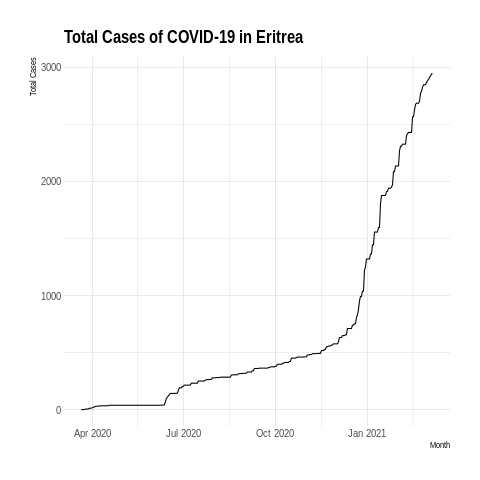 Total Cases of COVID-19 in Eritrea
Total Cases
3000
2000
1000
0
Apr 2020 Jul 2020 Oct 2020 Jan 2021
Month